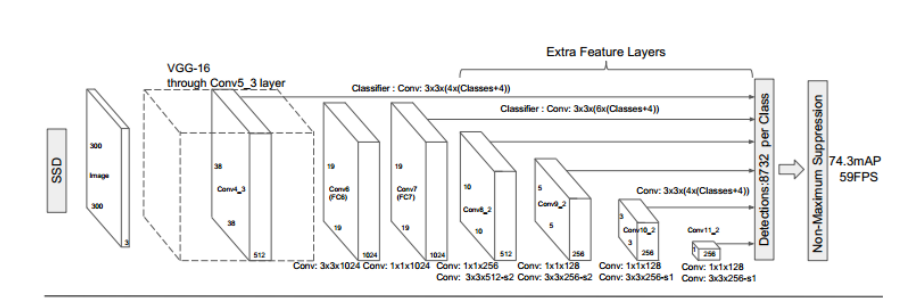 Extra Feature Layers
VGG-16
through Conv5_3 layer
Classifier : Conv: 3x3x(4x(Classes+4))
Classifier : Conv: 3x3x(6x(Classes+4))
SSD
300
Image
300
3
38
Conv4_3
38
512
19
Conv6
(FC6)
19
1024
19
Conv7
(FC7)
19
1024
10
Conv8_2
10
512
5
Conv9_2
5
256
Conv: 3x3x(4x(Classes+4))
3
Conv10_2
3
256
Conv11_2
1
256
Conv: 3x3x1024
Conv: 1x1x1024
Conv: 1x1x256
Conv: 3x3x512-s2
Conv: 1x1x128
Conv: 3x3x256-s2
Conv: 1x1x128
Conv: 3x3x256-s1
Conv: 1x1x128
Conv: 3x3x256-s1
Detections:8732 per Class
Non-Maximum Suppression
74.3mAP
59FPS